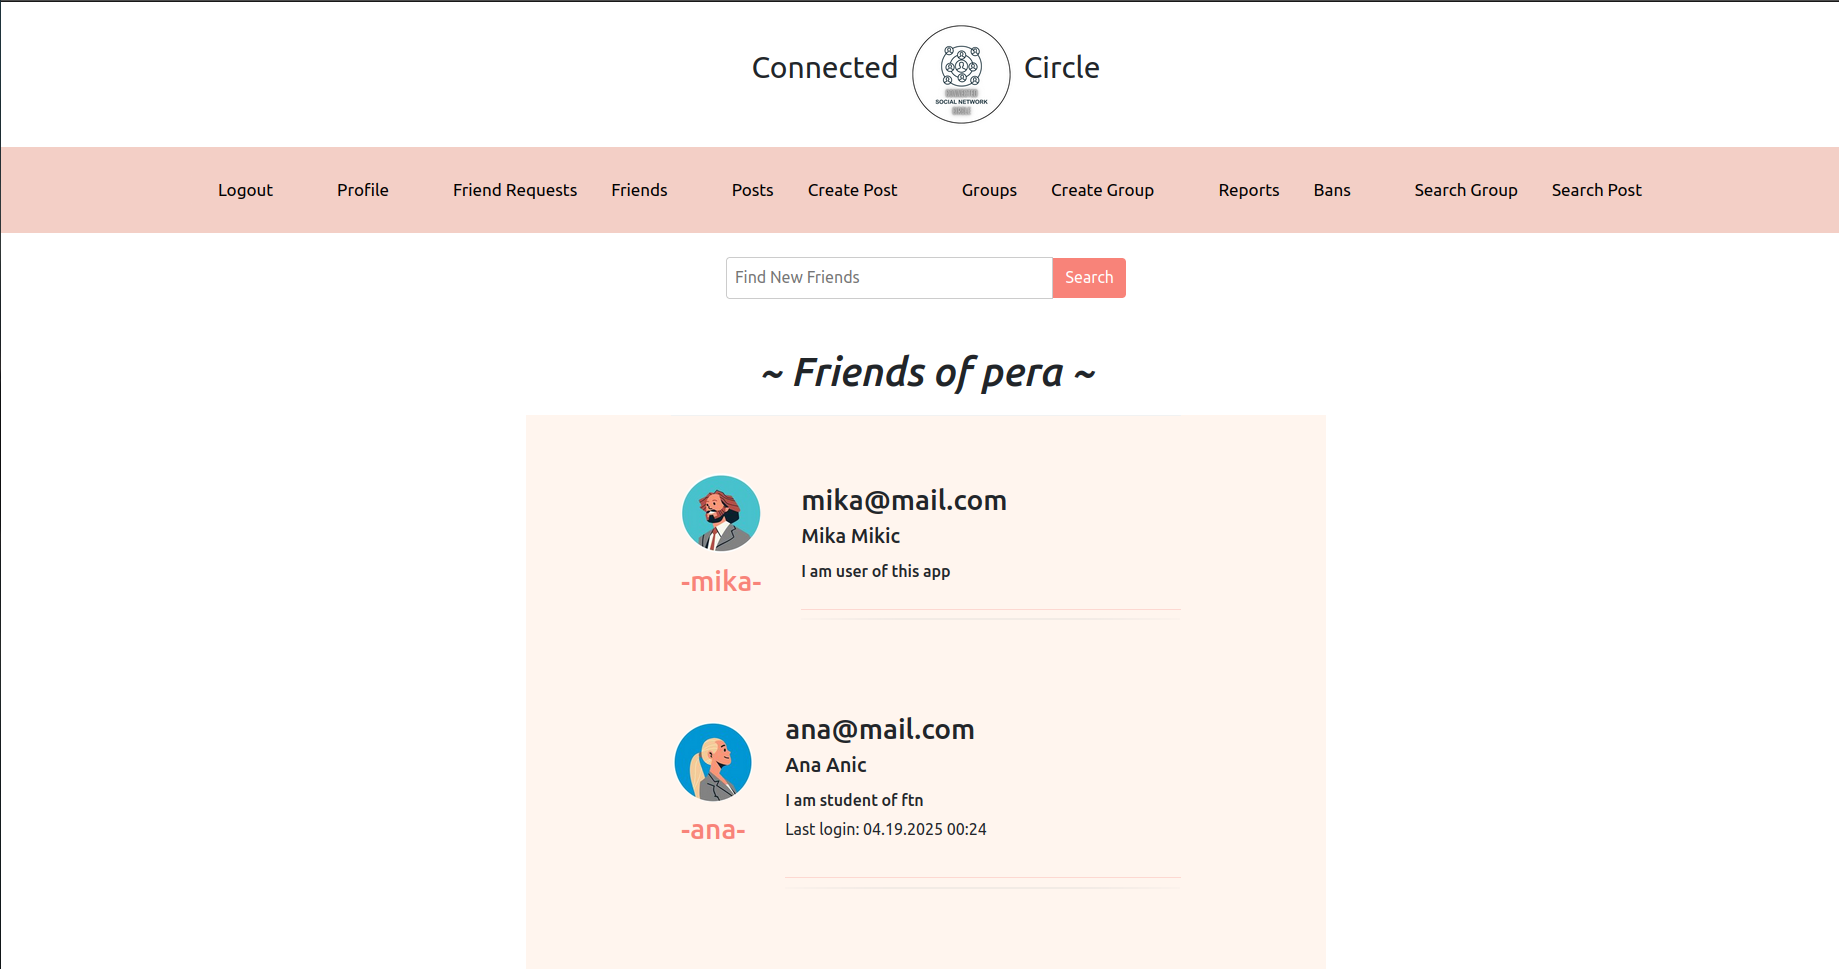 Connected Circle
SOCIAL NETWORK
Logout Profile Friend Requests Friends Posts Create Post Groups Create Group Reports Bans Search Group Search Post
Find New Friends Search
~ Friends of pera ~
mika@mail.com
Mika Mikic
I am user of this app
-mika-
ana@mail.com
Ana Anic
I am student of ftn
Last login: 04.19.2025 00:24
-ana-